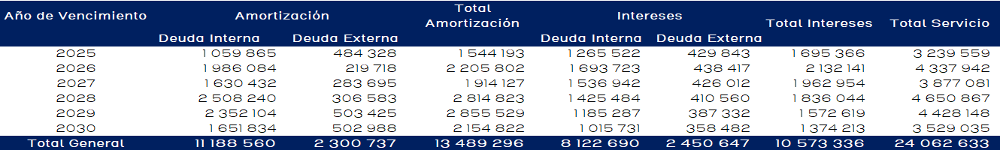 Año de Vencimiento Amortización Total Amortización Intereses Total Intereses Total Servicio
Deuda Interna Deuda Externa Deuda Interna Deuda Externa
2025 1 059 865 484 328 1 544 193 1 265 522 429 843 1 695 366 3 239 559
2026 1 986 084 219 718 2 205 802 1 693 723 438 417 2 132 141 4 337 942
2027 1 630 432 283 695 1 914 127 1 536 942 426 012 1 962 954 3 877 081
2028 2 508 240 306 583 2 814 823 1 425 484 410 560 1 836 044 4 650 867
2029 2 352 104 503 425 2 855 529 1 185 287 387 332 1 572 619 4 428 148
2030 1 651 834 502 988 2 154 822 1 015 731 358 482 1 374 213 3 529 035
Total General 11 188 560 2 300 737 13 489 296 8 122 690 2 450 647 10 573 336 24 062 633